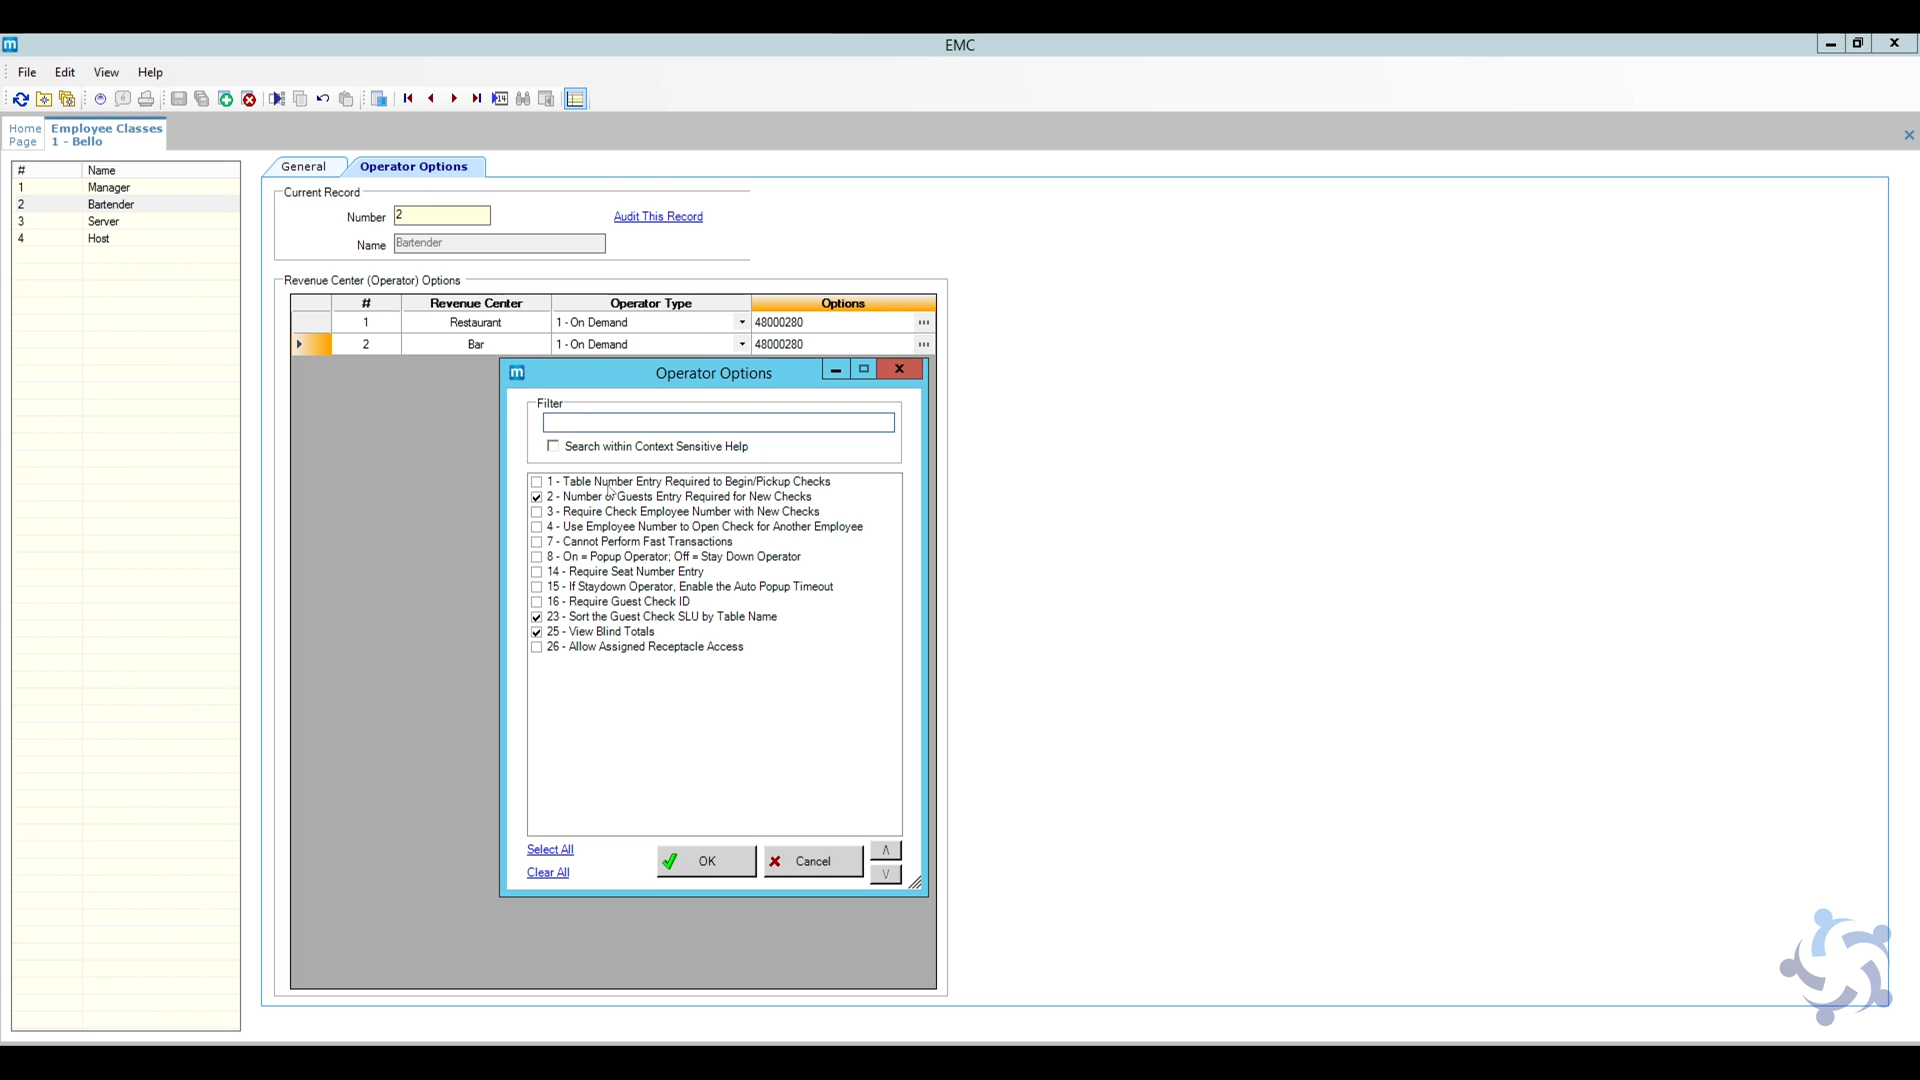 EMC
File Edit View Help
Home Page
Employee Classes
1 - Bello
# Name
1 Manager
2 Bartender
3 Server
4 Host
General Operator Options
Current Record
Number 2 Audit This Record
Name Bartender
Revenue Center (Operator) Options
# Revenue Center Operator Type Options
1 Restaurant 1 - On Demand 48000280
2 Bar 1 - On Demand 48000280
Operator Options
Filter
Search within Context Sensitive Help
1 - Table Number Entry Required to Begin/Pickup Checks
2 - Number of Guests Entry Required for New Checks
3 - Require Check Employee Number with New Checks
4 - Use Employee Number to Open Check for Another Employee
7 - Cannot Perform Fast Transactions
8 - On = Popup Operator; Off = Stay Down Operator
14 - Require Seat Number Entry
15 - If Staydown Operator, Enable the Auto Popup Timeout
16 - Require Guest Check ID
23 - Sort the Guest Check SLU by Table Name
25 - View Blind Totals
26 - Allow Assigned Receptacle Access
Select All
Clear All
OK Cancel